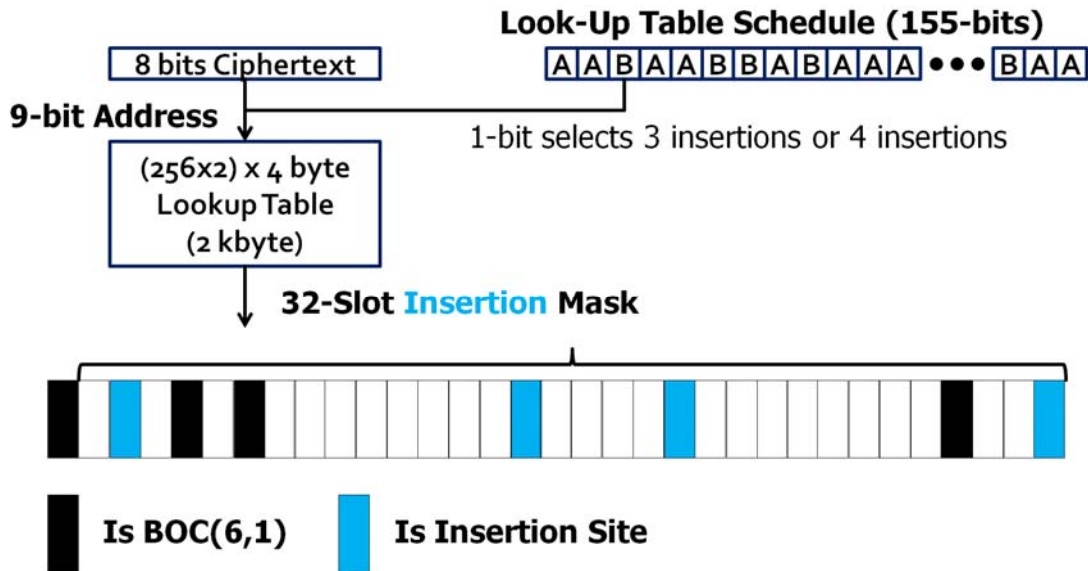 Look-Up Table Schedule (155-bits)
8 bits Ciphertext
A A B A A B B A B A A A ●●● B A A
9-bit Address
1-bit selects 3 insertions or 4 insertions
(256x2) x 4 byte
Lookup Table
(2 kbyte)
32-Slot Insertion Mask
Is BOC(6,1)
Is Insertion Site